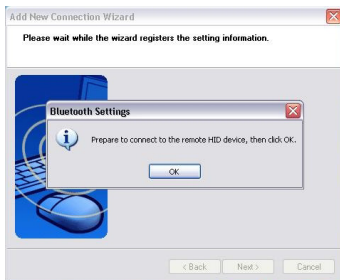 Add New Connection Wizard
Please wait while the wizard registers the setting information.
Bluetooth Settings
Prepare to connect to the remote HID device, then click OK.
OK
< Back
Next >
Cancel